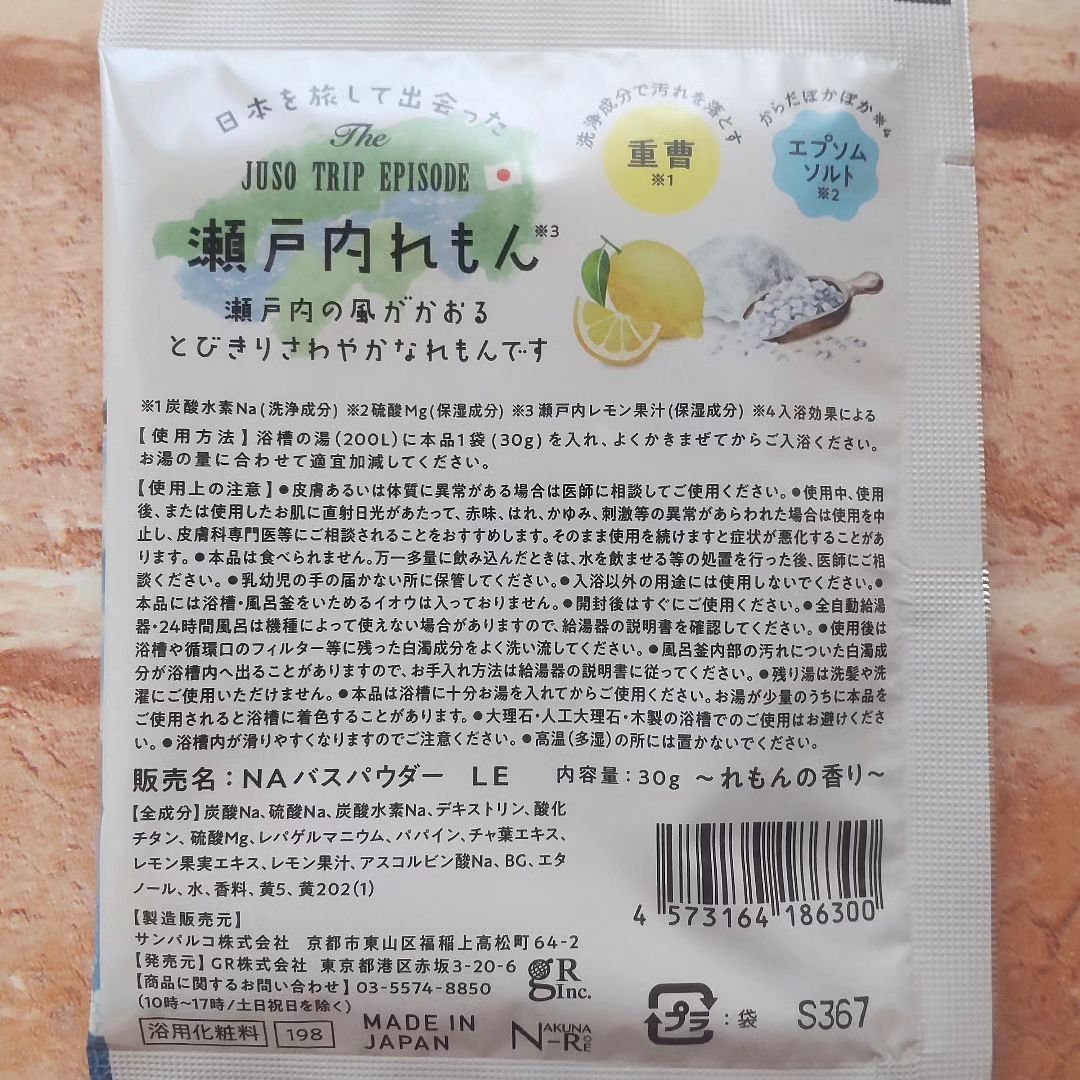 日本を旅して出会った
The
JUSO TRIP EPISODE
瀬戸内れもん※3
瀬戸内の風がかおる
とびきりさわやかなれもんです
洗浄成分で汚れを落とす
重曹
※1
からだぽかぽか※4
エプソム
ソルト
※2
※1炭酸水素Na(洗浄成分) ※2硫酸Mg(保湿成分) ※3瀬戸内レモン果汁(保湿成分) ※4入浴効果による
【使用方法】浴槽の湯(200L)に本品1袋(30g)を入れ、よくかきまぜてからご入浴ください。
お湯の量に合わせて適宜加減してください。
【使用上の注意】●皮膚あるいは体質に異常がある場合は医師に相談してご使用ください。●使用中、使用
後、または使用したお肌に直射日光があたって、赤味、はれ、かゆみ、刺激等の異常があらわれた場合は使用を中
止し、皮膚科専門医等にご相談されることをおすすめします。そのまま使用を続けますと症状が悪化することがあ
ります。●本品は食べられません。万一多量に飲み込んだときは、水を飲ませる等の処置を行った後、医師にご相
談ください。●乳幼児の手の届かない所に保管してください。●入浴以外の用途には使用しないでください。●
本品には浴槽・風呂釜をいためるイオウは入っておりません。●開封後はすぐにご使用ください。●全自動給湯
器・24時間風呂は機種によって使えない場合がありますので、給湯器の説明書を確認してください。●使用後は
浴槽や循環口のフィルター等に残った白濁成分をよく洗い流してください。●風呂釜内部の汚れについた白濁成
分が浴槽内へ出ることがありますので、お手入れ方法は給湯器の説明書に従ってください。●残り湯は洗髪や洗
濯にご使用いただけません。●本品は浴槽に十分お湯を入れてからご使用ください。お湯が少量のうちに本品を
ご使用されると浴槽に着色することがあります。●大理石・人工大理石・木製の浴槽でのご使用はお避けくださ
い。●浴槽内が滑りやすくなりますのでご注意ください。●高温(多湿)の所には置かないでください。
販売名：NAバスパウダー LE 内容量：30g ～れもんの香り～
【全成分】炭酸Na、硫酸Na、炭酸水素Na、デキストリン、酸化
チタン、硫酸Mg、レパゲルマニウム、パパイン、チャ葉エキス、
レモン果実エキス、レモン果汁、アスコルビン酸Na、BG、エタ
ノール、水、香料、黄5、黄202(1)
4 573164 186300
【製造販売元】
サンパルコ株式会社 京都市東山区福稲上高松町64-2
【発売元】GR株式会社 東京都港区赤坂3-20-6
【商品に関するお問い合わせ】03-5574-8850
(10時～17時/土日祝日を除く)
gR
Inc.
浴用化粧料 198
MADE IN
JAPAN
NAKUNA-RE ROSE
プラ：袋
S367